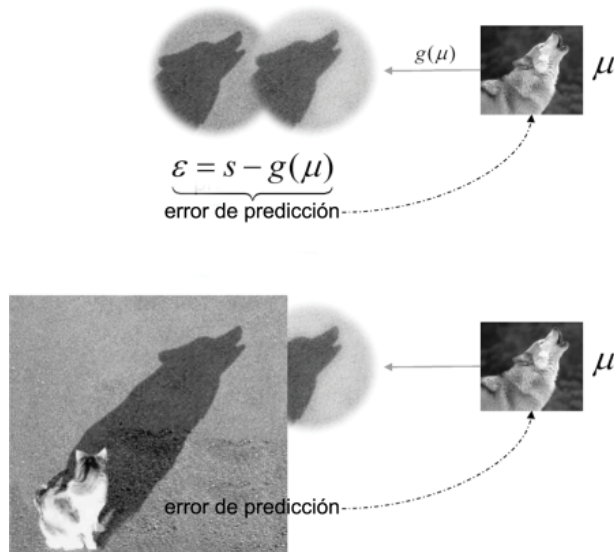 g(μ)
μ
ε = s − g(μ)
error de predicción
μ
error de predicción